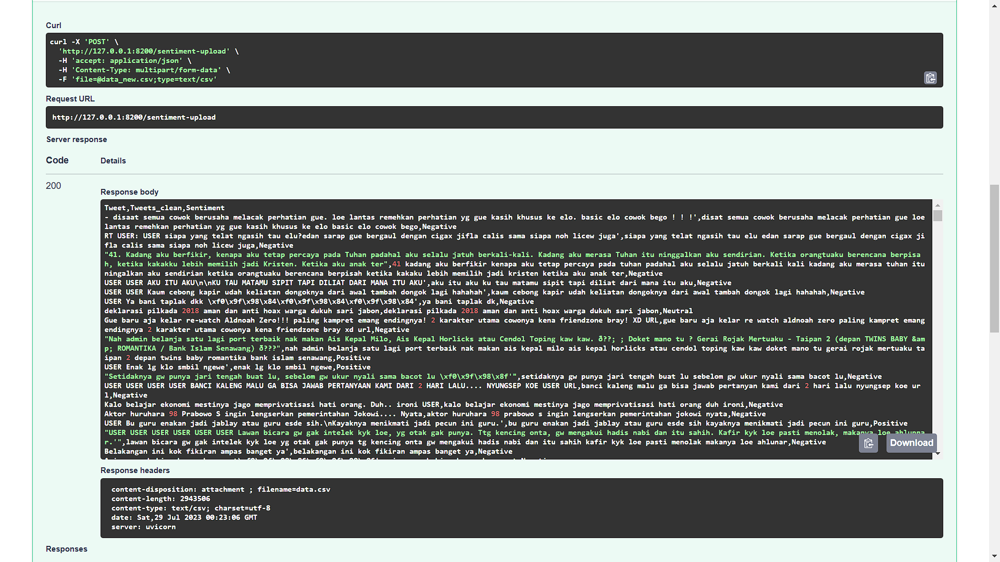 Curl
curl -X 'POST' \
'http://127.0.0.1:8200/sentiment-upload' \
-H 'accept: application/json' \
-H 'Content-Type: multipart/form-data' \
-F 'file=@data_new.csv;type=text/csv'
Request URL
http://127.0.0.1:8200/sentiment-upload
Server response
Code Details
200
Response body
Tweet,Tweets_clean,Sentiment
- disaat semua cowok berusaha melacak perhatian gue. loe lantas remehkan perhatian yg gue kasih khusus ke elo. basic elo cowok bego ! ! !',disat semua cowok berusaha melacak perhatian gue loe
lantas remehkan perhatian yg gue kasih khusus ke elo basic elo cowok bego,Negative
RT USER: USER siapa yang telat ngasih tau elu?edan sarap gue bergaul dengan cigax jifla calis sama siapa noh licew juga',siapa yang telat ngasih tau elu edan sarap gue bergaul dengan cigax ji
fla calis sama siapa noh licew juga,Negative
"41. Kadang aku berfikir, kenapa aku tetap percaya pada Tuhan padahal aku selalu jatuh berkali-kali. Kadang aku merasa Tuhan itu ninggalkan aku sendirian. Ketika orangtuaku berencana berpisa
h, ketika kakakku lebih memilih jadi Kristen. Ketika aku anak ter",41 kadang aku berfikir kenapa aku tetap percaya pada tuhan padahal aku selalu jatuh berkali kali kadang aku merasa tuhan itu
ningalkan aku sendirian ketika orangtuaku berencana berpisah ketika kakaku lebih memilih jadi kristen ketika aku anak ter,Negative
USER USER AKU ITU AKU\n\nKU TAU MATAMU SIPIT TAPI DILIAT DARI MANA ITU AKU',aku itu aku ku tau matamu sipit tapi diliat dari mana itu aku,Negative
USER USER Kaum cebong kapir udah keliatan dongoknya dari awal tambah dongok lagi hahahah',kaum cebong kapir udah keliatan dongoknya dari awal tambah dongok lagi hahahah,Negative
USER Ya bani taplak dkk \xf0\x9f\x98\x84\xf0\x9f\x98\x84\xf0\x9f\x98\x84',ya bani taplak dk,Negative
deklarasi pilkada 2018 aman dan anti hoax warga dukuh sari jabon,deklarasi pilkada 2018 aman dan anti hoax warga dukuh sari jabon,Neutral
Gue baru aja kelar re-watch Aldnoah Zero!!! paling kampret emang endingnya! 2 karakter utama cowonya kena friendzone bray! XD URL,gue baru aja kelar re watch aldnoah zero paling kampret emang
endingnya 2 karakter utama cowonya kena friendzone bray xd url,Negative
"Nah admin belanja satu lagi port terbaik nak makan Ais Kepal Milo, Ais Kepal Horlicks atau Cendol Toping kaw kaw. ð??; ; Doket mano tu ? Gerai Rojak Mertuaku - Taipan 2 (depan TWINS BABY &am
p; ROMANTIKA / Bank Islam Senawang) ð???",nah admin belanja satu lagi port terbaik nak makan ais kepal milo ais kepal horlicks atau cendol toping kaw kaw doket mano tu gerai rojak mertuaku ta
ipan 2 depan twins baby romantika bank islam senawang,Positive
USER Enak lg klo smbil ngewe',enak lg klo smbil ngewe,Positive
"Setidaknya gw punya jari tengah buat lu, sebelom gw ukur nyali sama bacot lu \xf0\x9f\x98\x8f'",setidaknya gw punya jari tengah buat lu sebelom gw ukur nyali sama bacot lu,Negative
USER USER USER USER BANCI KALENG MALU GA BISA JAWAB PERTANYAAN KAMI DARI 2 HARI LALU.... NYUNGSEP KOE USER URL,banci kaleng malu ga bisa jawab pertanyan kami dari 2 hari lalu nyungsep koe ur
l,Negative
Kalo belajar ekonomi mestinya jago memprivatisasi hati orang. Duh.. ironi USER,kalo belajar ekonomi mestinya jago memprivatisasi hati orang duh ironi,Negative
Aktor huruhara 98 Prabowo S ingin lengserkan pemerintahan Jokowi.... Nyata,aktor huruhara 98 prabowo s ingin lengserkan pemerintahan jokowi nyata,Negative
USER Bu guru enakan jadi jablay atau guru esde sih.\nKayaknya menikmati jadi pecun ini guru.',bu guru enakan jadi jablay atau guru esde sih kayaknya menikmati jadi pecun ini guru,Positive
"USER USER USER USER USER USER Lawan bicara gw gak intelek kyk loe, yg otak gak punya. Ttg kencing onta, gw mengakui hadis nabi dan itu sahih. Kafir kyk loe pasti menolak, makanya loe ahlunna
r.'",lawan bicara gw gak intelek kyk loe yg otak gak punya tg kencing onta gw mengakui hadis nabi dan itu sahih kafir kyk loe pasti menolak makanya loe ahlunar,Negative
Belakangan ini kok fikiran ampas banget ya',belakangan ini kok fikiran ampas banget ya,Negative
Download
Response headers
content-disposition: attachment ; filename=data.csv
content-length: 2943506
content-type: text/csv; charset=utf-8
date: Sat,29 Jul 2023 00:23:06 GMT
server: uvicorn
Responses